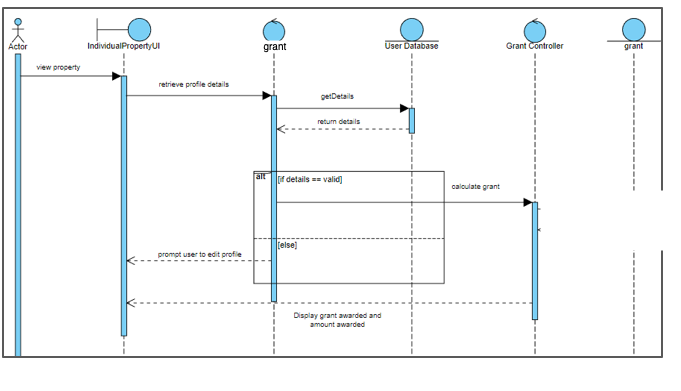 Actor
IndividualPropertyUI
grant
User Database
Grant Controller
grant
view property
retrieve profile details
getDetails
return details
alt
[if details == valid]
calculate grant
[else]
prompt user to edit profile
Display grant awarded and
amount awarded